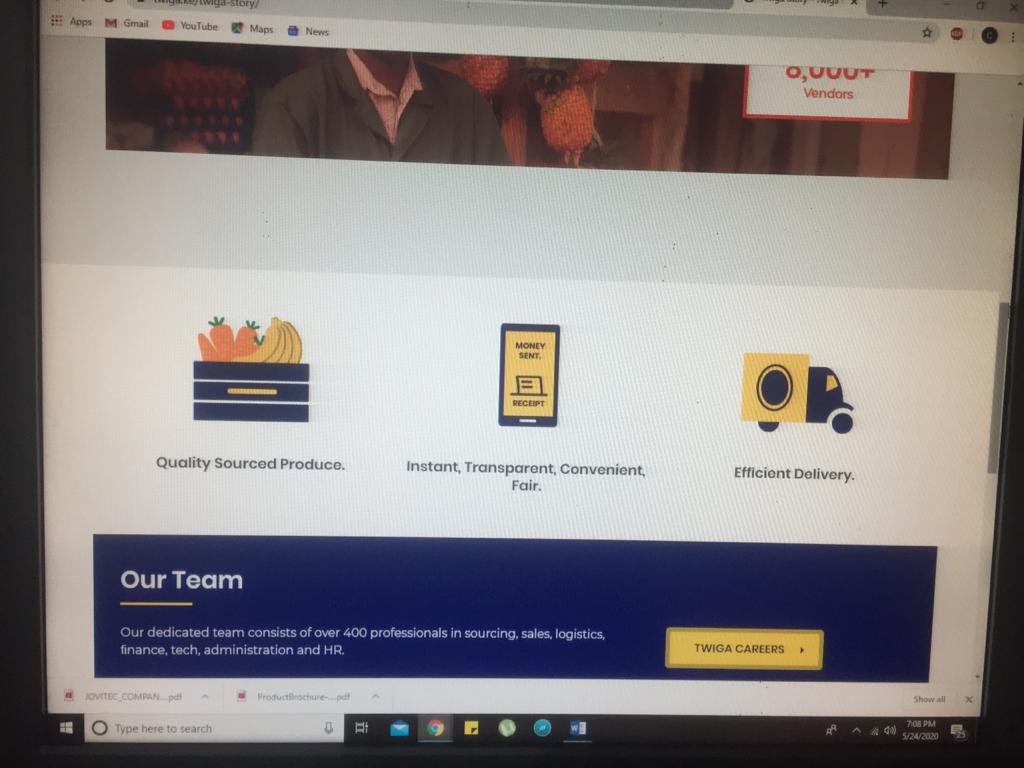 twiga.ke/twiga-story/
Apps Gmail YouTube Maps News
8,000+
Vendors
MONEY
SENT.
RECEIPT
Quality Sourced Produce.
Instant, Transparent, Convenient,
Fair.
Efficient Delivery.
Our Team
Our dedicated team consists of over 400 professionals in sourcing, sales, logistics,
finance, tech, administration and HR.
TWIGA CAREERS
JOVITEC_COMPAN....pdf
ProductBrochure-....pdf
Show all
Type here to search
7:08 PM
5/24/2020
25